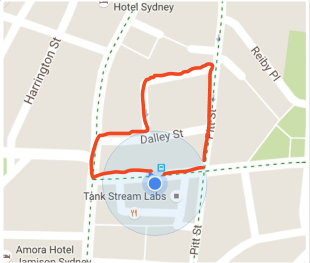 Hotel Sydney
Harrington St
Reiby Pl
Pitt St
Dalley St
Tank Stream Labs
Pitt St
Amora Hotel
Jamison Sydney